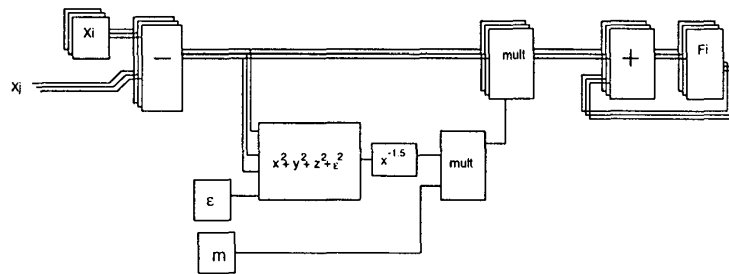 Xi
−
Xj
mult
+
Fi
x²+y²+z²+ε²
x⁻¹·⁵
mult
ε
m